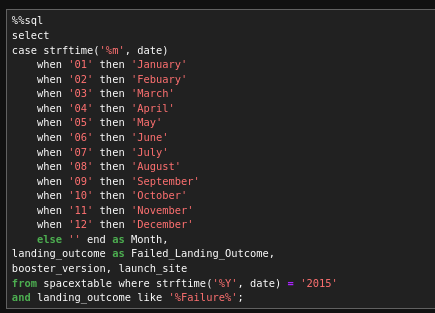 %%sql
select
case strftime('%m', date)
    when '01' then 'January'
    when '02' then 'Febuary'
    when '03' then 'March'
    when '04' then 'April'
    when '05' then 'May'
    when '06' then 'June'
    when '07' then 'July'
    when '08' then 'August'
    when '09' then 'September'
    when '10' then 'October'
    when '11' then 'November'
    when '12' then 'December'
    else '' end as Month,
landing_outcome as Failed_Landing_Outcome,
booster_version, launch_site
from spacextable where strftime('%Y', date) = '2015'
and landing_outcome like '%Failure%';